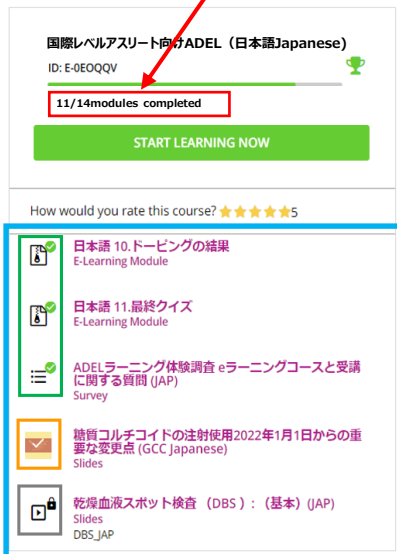 国際レベルアスリート向けADEL（日本語Japanese)
ID: E-0EOQQV
11/14modules completed
START LEARNING NOW
How would you rate this course? ★★★★★5
日本語 10.ドーピングの結果
E-Learning Module
日本語 11.最終クイズ
E-Learning Module
ADELラーニング体験調査 eラーニングコースと受講
に関する質問 (JAP)
Survey
糖質コルチコイドの注射使用2022年1月1日からの重
要な変更点 (GCC Japanese)
Slides
乾燥血液スポット検査 （DBS ）: （基本）(JAP)
Slides
DBS_JAP